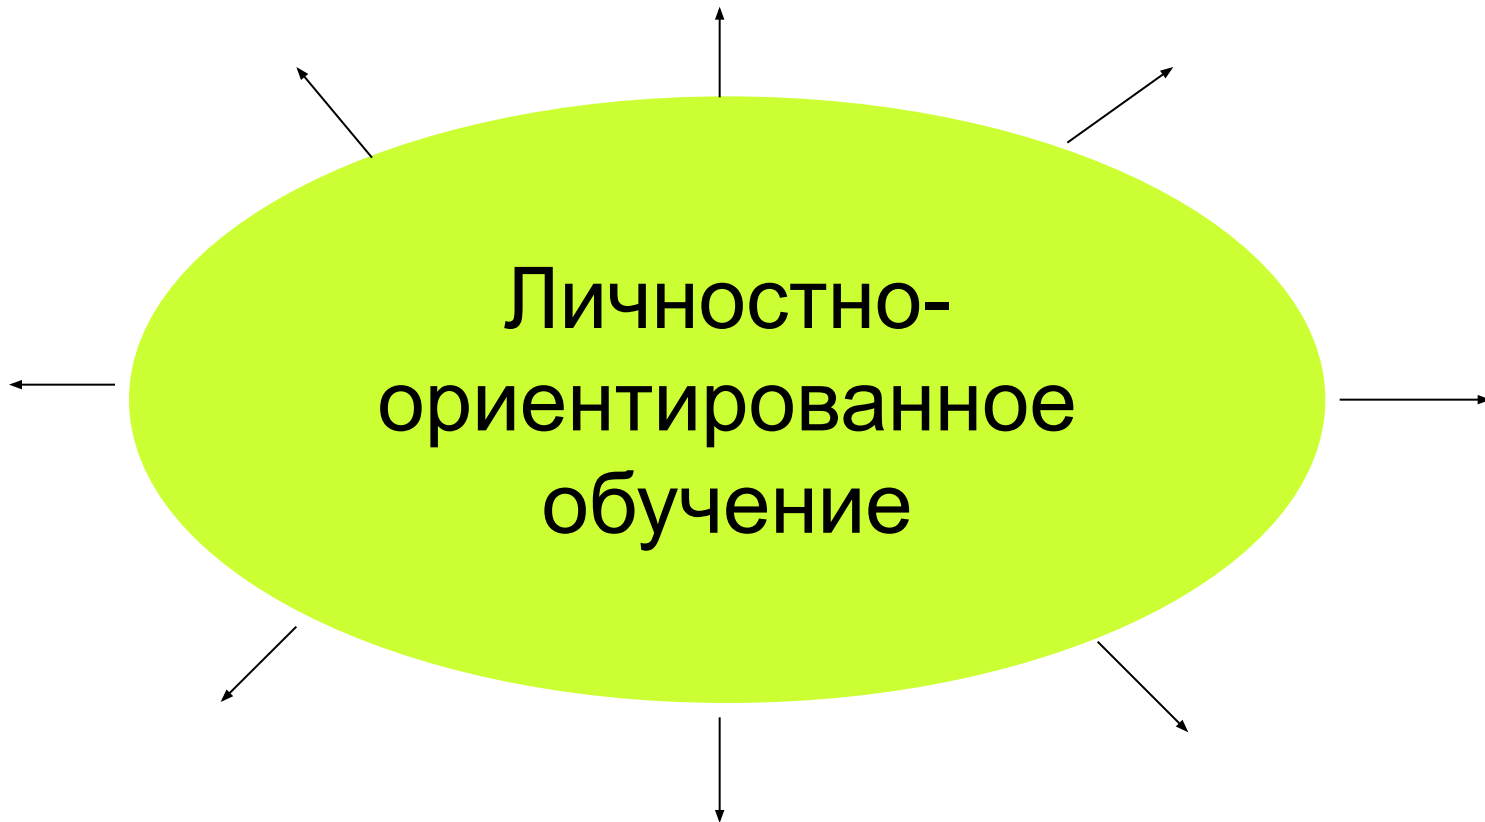 Личностно-
ориентированное
обучение